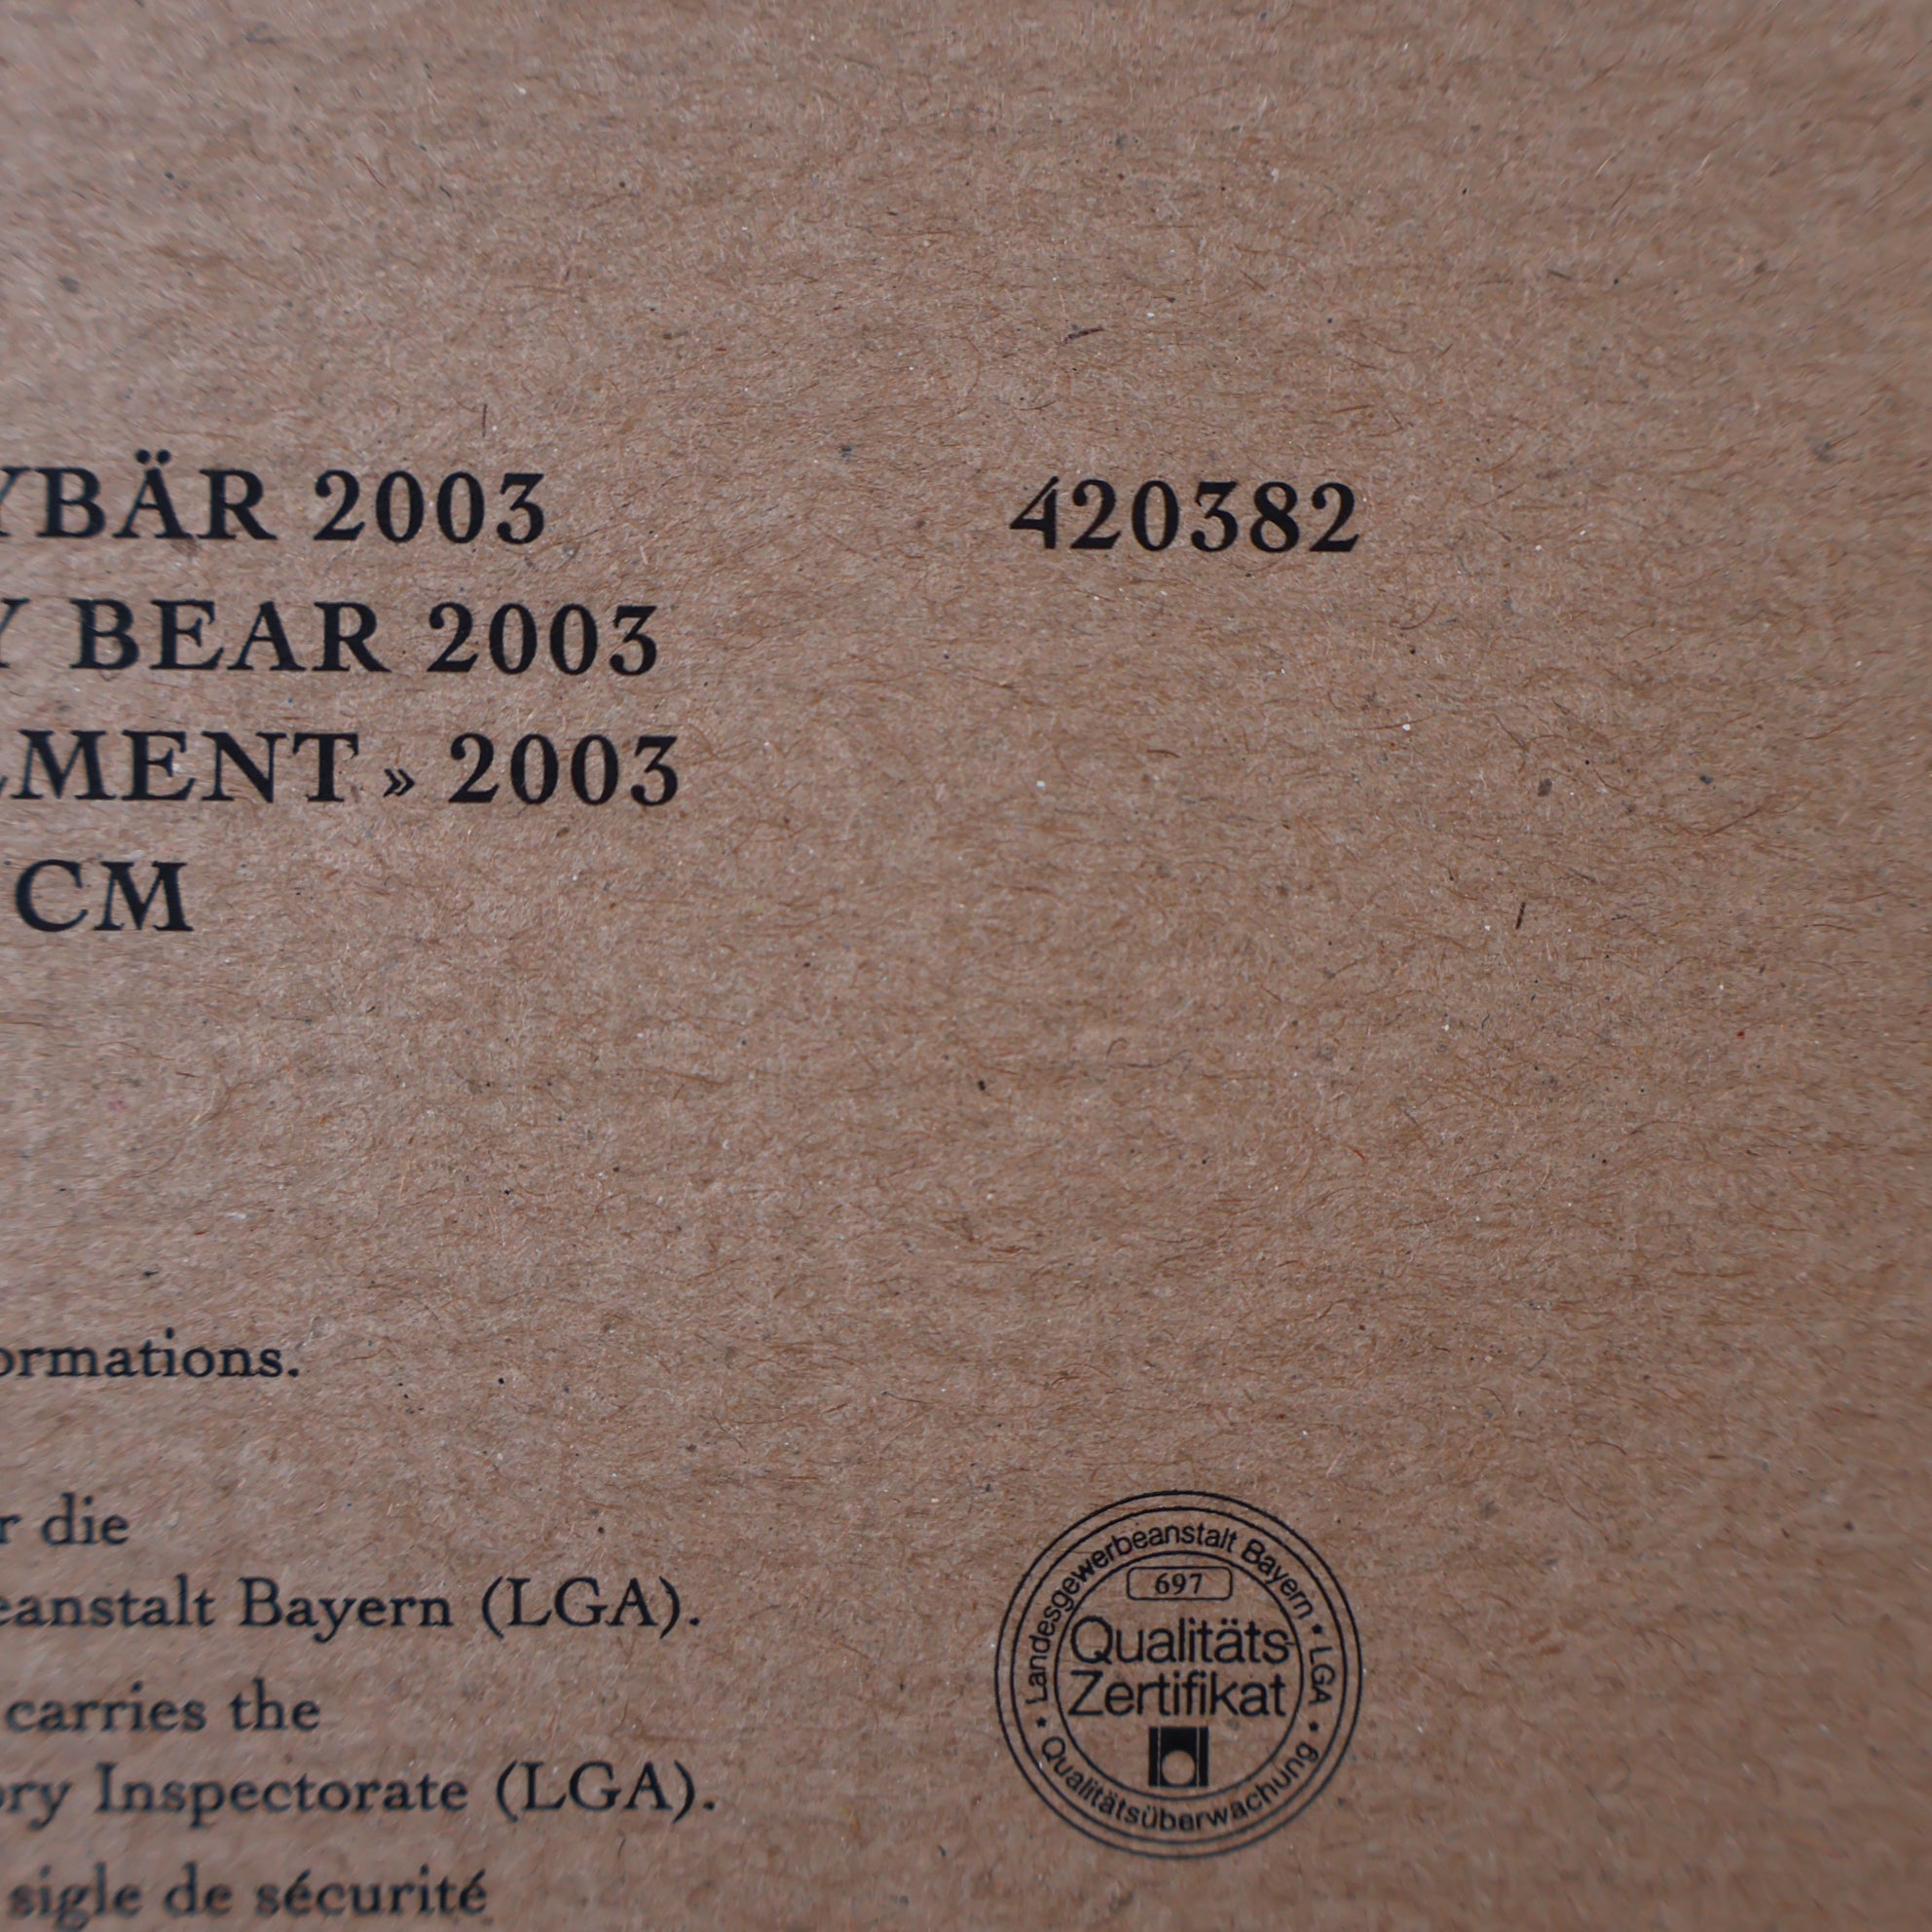 YBÄR 2003 420382
Y BEAR 2003
EMENT » 2003
CM
ormations.
r die
eanstalt Bayern (LGA).
carries the
ory Inspectorate (LGA).
sigle de sécurité
• Landesgewerbeanstalt Bayern • LGA •
697
Qualitäts-
Zertifikat
Qualitätsüberwachung